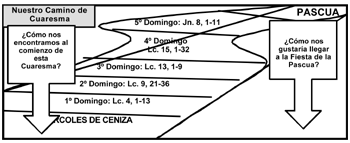 Nuestro Camino de
Cuaresma
¿Cómo nos
encontramos al
comienzo de
esta
Cuaresma?
5º Domingo: Jn. 8, 1-11
4º Domingo
Lc. 15, 1-32
3º Domingo: Lc. 13, 1-9
2º Domingo: Lc. 9, 21-36
1º Domingo: Lc. 4, 1-13
COLES DE CENIZA
PASCUA
¿Cómo nos
gustaría llegar
a la Fiesta de la
Pascua?